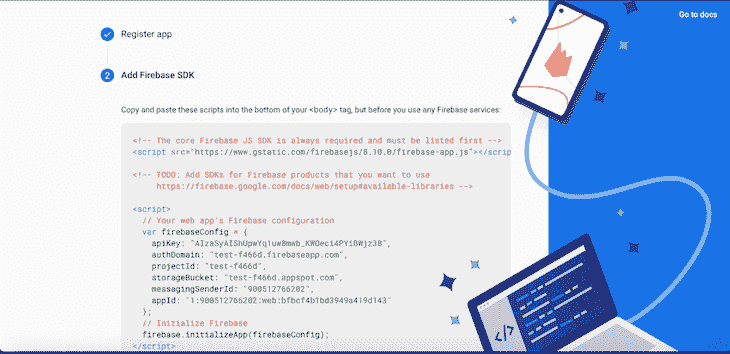 Go to docs
Register app
2 Add Firebase SDK
Copy and paste these scripts into the bottom of your <body> tag, but before you use any Firebase services:
<!-- The core Firebase JS SDK is always required and must be listed first -->
<script src="https://www.gstatic.com/firebasejs/8.10.0/firebase-app.js"></scrip
<!-- TODO: Add SDKs for Firebase products that you want to use
https://firebase.google.com/docs/web/setup#available-libraries -->
<script>
// Your web app's Firebase configuration
var firebaseConfig = {
apiKey:
authDomain: "test-f466d.firebaseapp.com",
projectId: "test-f466d",
storageBucket: "test-f466d.appspot.com",
messagingSenderId: "900512766202",
appId: "1:900512766202:web:bfbcf4b1bd3949a419d143"
};
// Initialize Firebase
firebase.initializeApp(firebaseConfig);
</script>